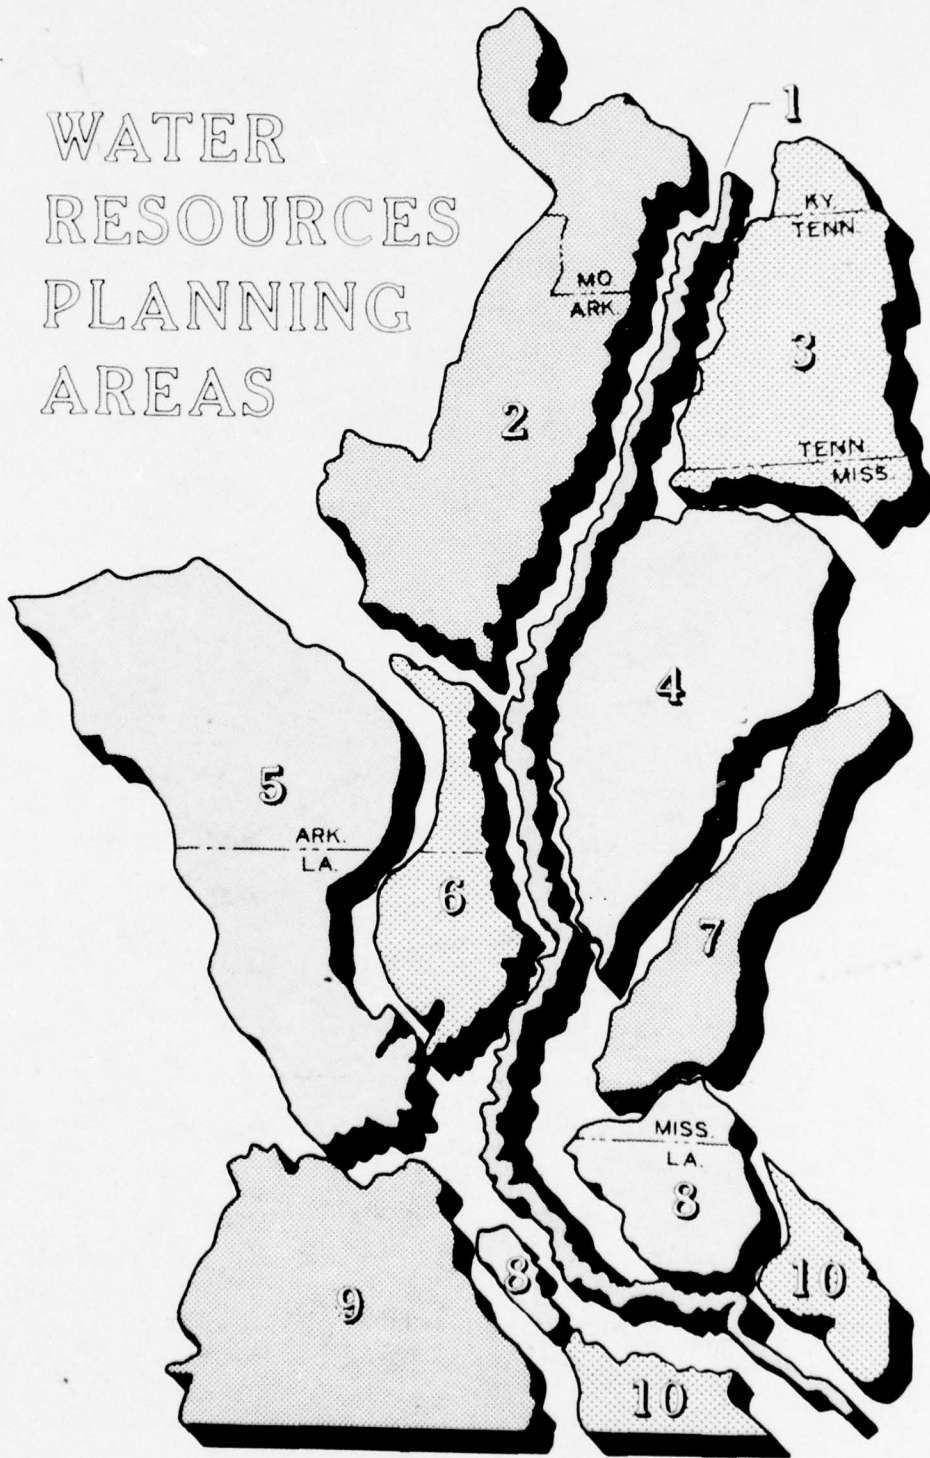 WATER
RESOURCES
PLANNING
AREAS
1
KY.
TENN.
MO
ARK.
3
2
TENN.
MISS.
4
5
ARK.
LA.
6
7
MISS.
LA.
8
8
10
9
10